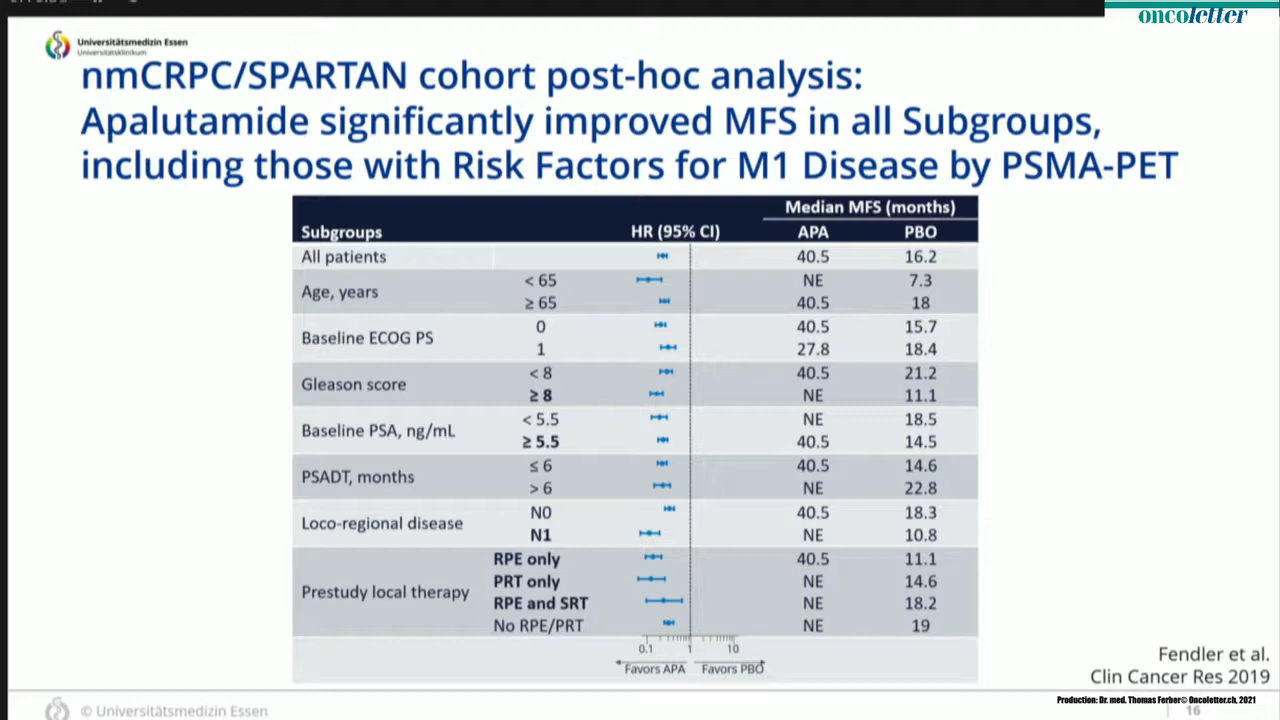 oncoletter
Universitätsmedizin Essen
Universitätsklinikum
nmCRPC/SPARTAN cohort post-hoc analysis:
Apalutamide significantly improved MFS in all Subgroups,
including those with Risk Factors for M1 Disease by PSMA-PET
Median MFS (months)
Subgroups HR (95% CI) APA PBO
All patients 40.5 16.2
Age, years
< 65 NE 7.3
≥ 65 40.5 18
Baseline ECOG PS
0 40.5 15.7
1 27.8 18.4
Gleason score
< 8 40.5 21.2
≥ 8 NE 11.1
Baseline PSA, ng/mL
< 5.5 NE 18.5
≥ 5.5 40.5 14.5
PSADT, months
≤ 6 40.5 14.6
> 6 NE 22.8
Loco-regional disease
N0 40.5 18.3
N1 NE 10.8
Prestudy local therapy
RPE only 40.5 11.1
PRT only NE 14.6
RPE and SRT NE 18.2
No RPE/PRT NE 19
0.1 1 10
Favors APA Favors PBO
Fendler et al.
Clin Cancer Res 2019
Production: Dr. med. Thomas Ferber© Oncoletter.ch, 2021
© Universitätsmedizin Essen
16